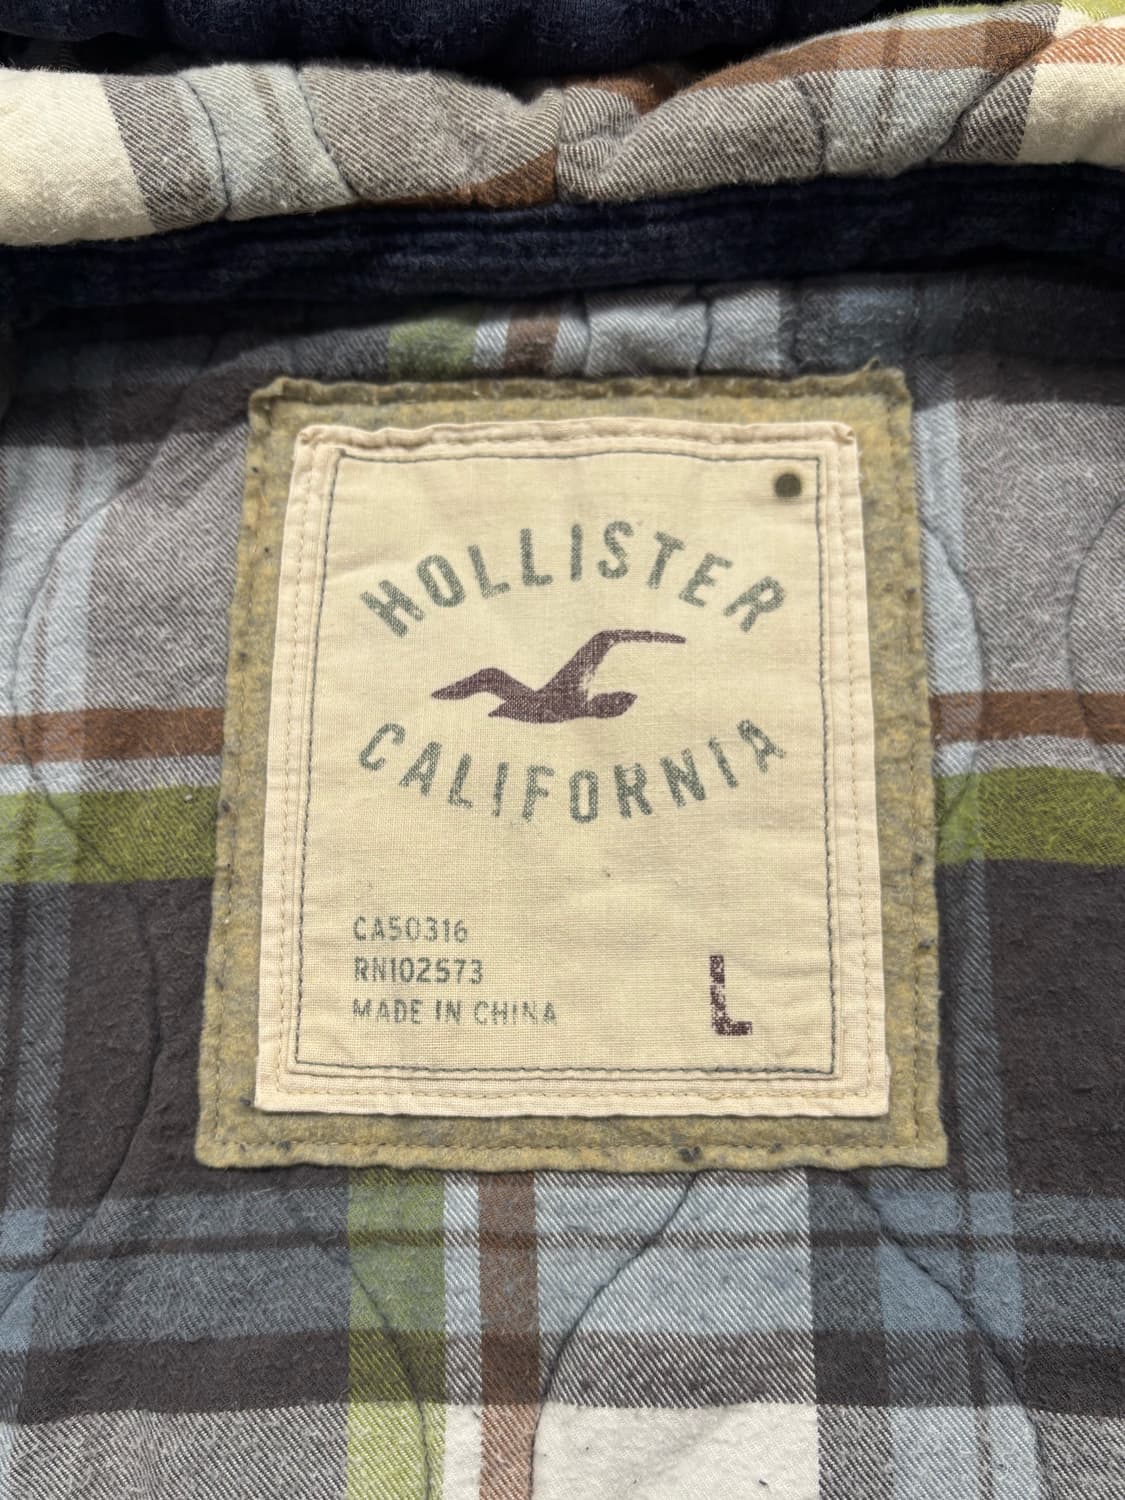 HOLLISTER
CALIFORNIA
CA50316
RN102573
MADE IN CHINA
L